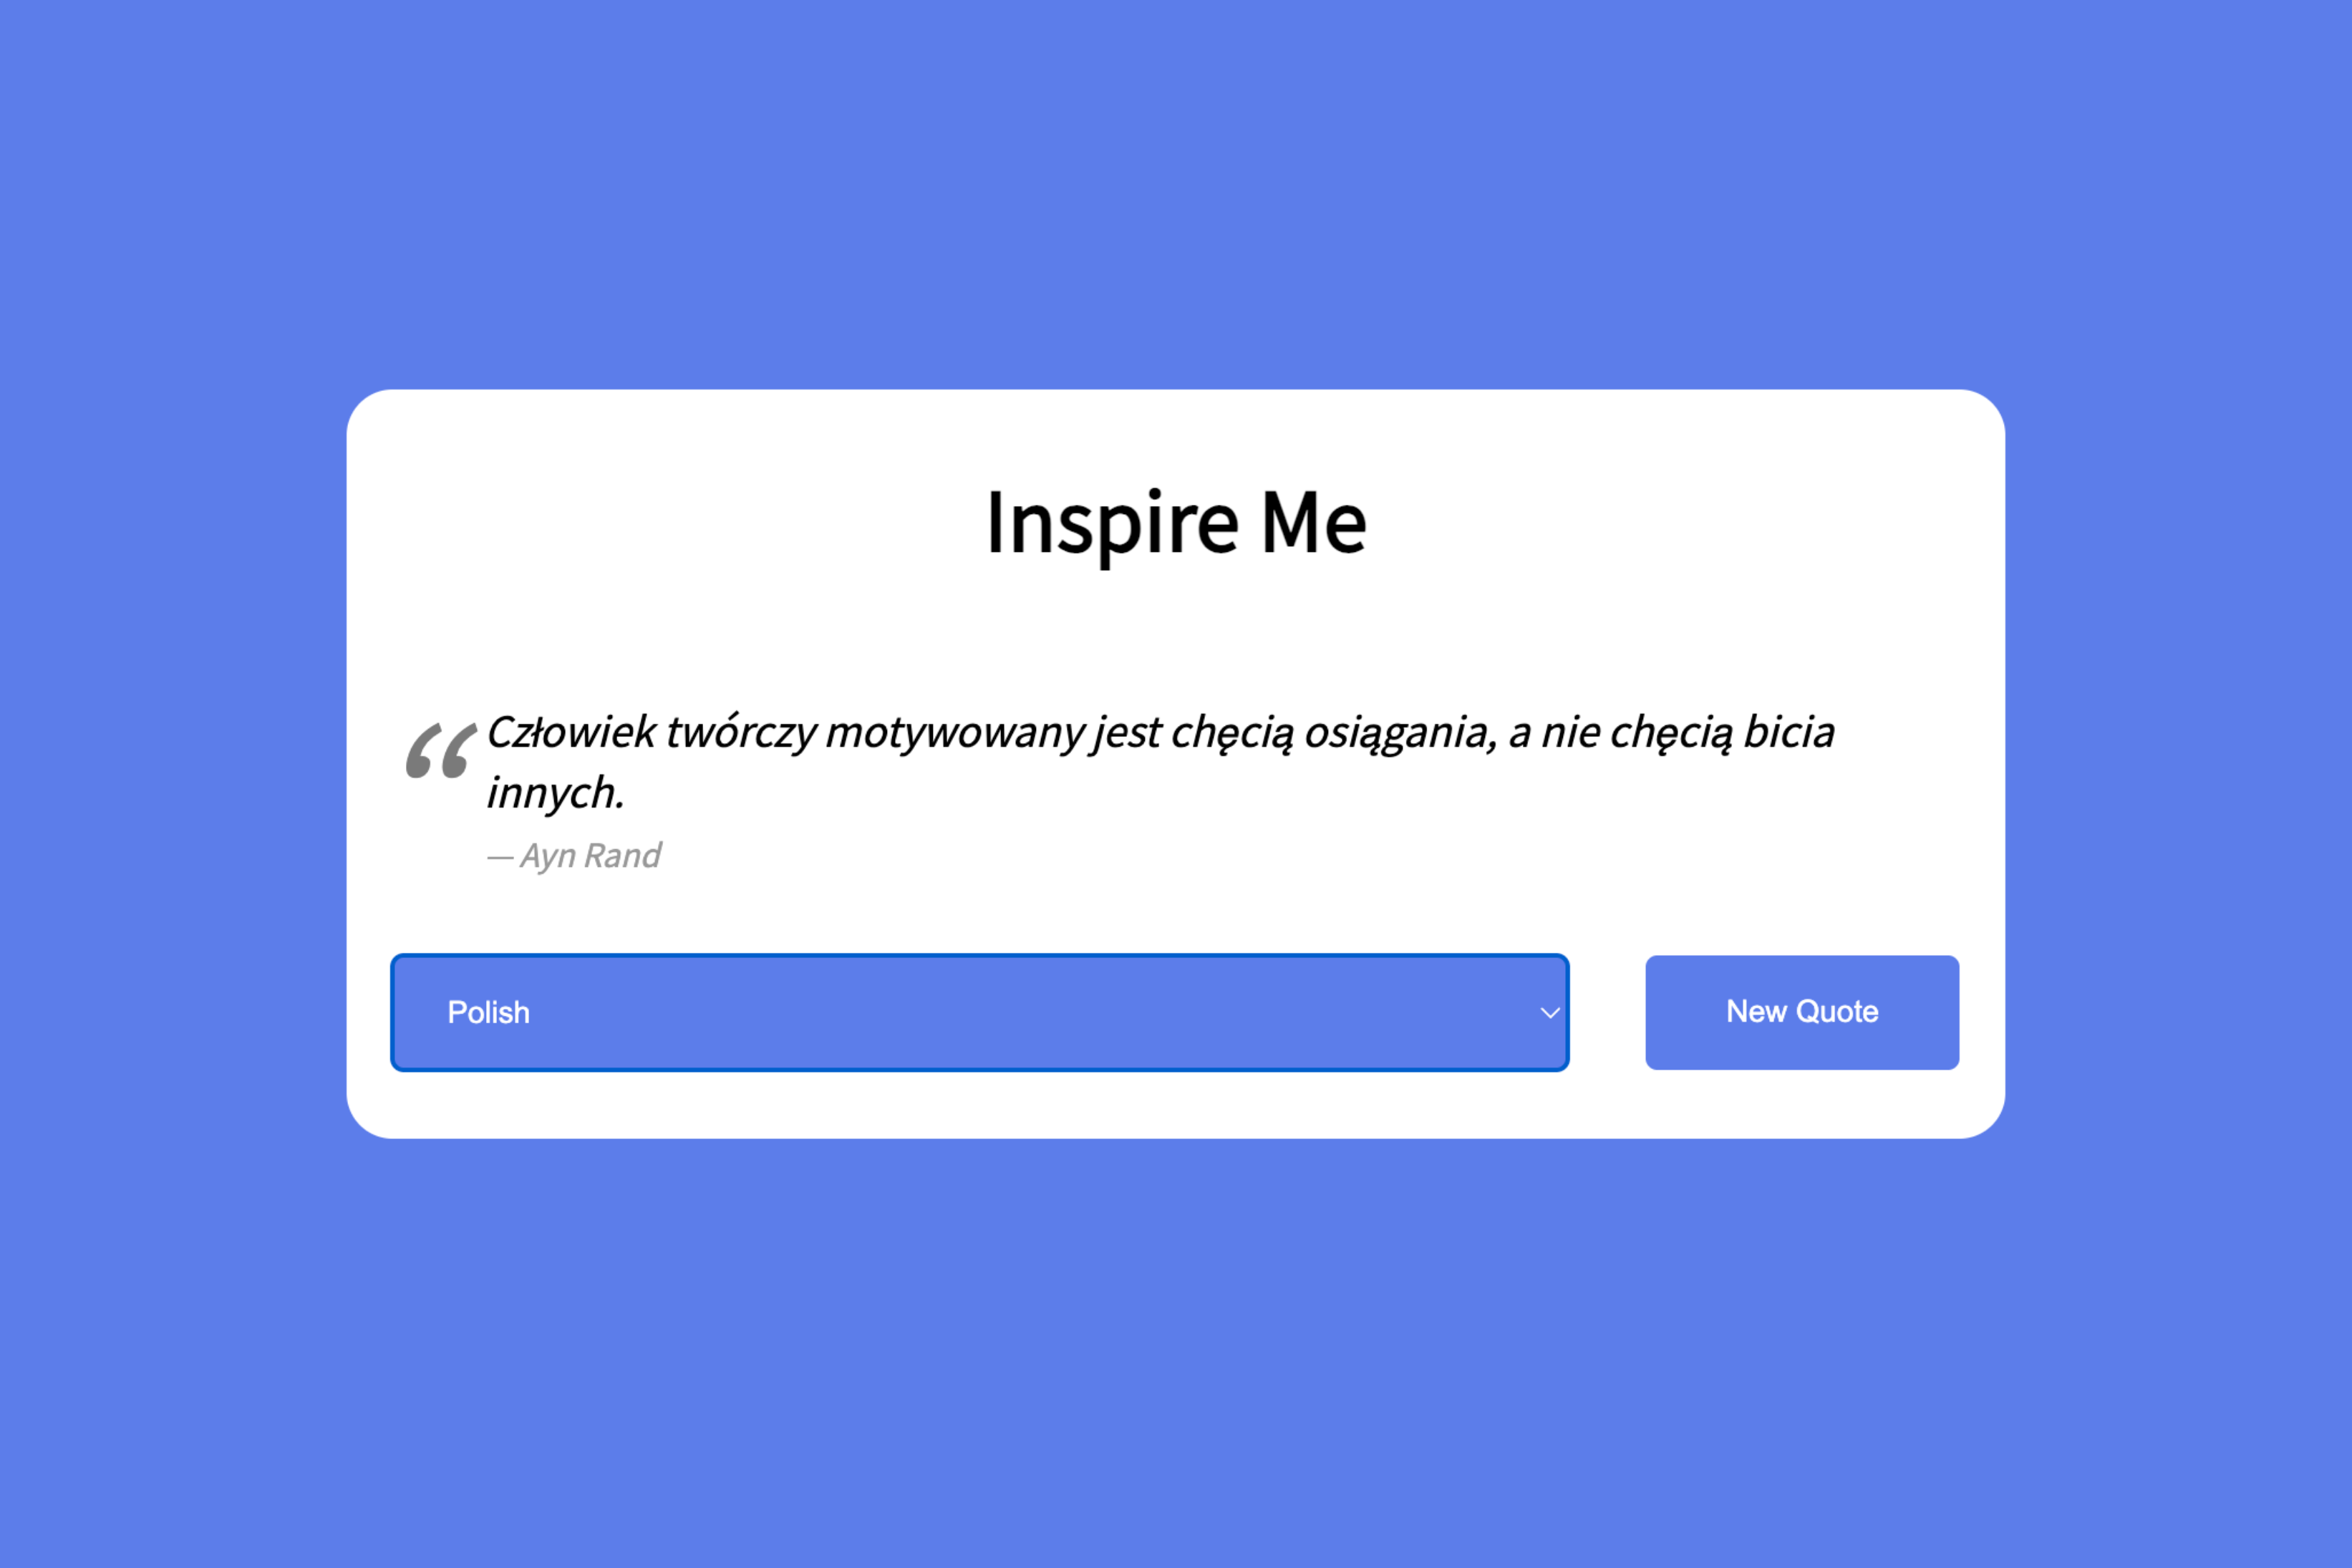 Inspire Me
“
Człowiek twórczy motywowany jest chęcią osiągania, a nie chęcią bicia
innych.
— Ayn Rand
Polish
New Quote